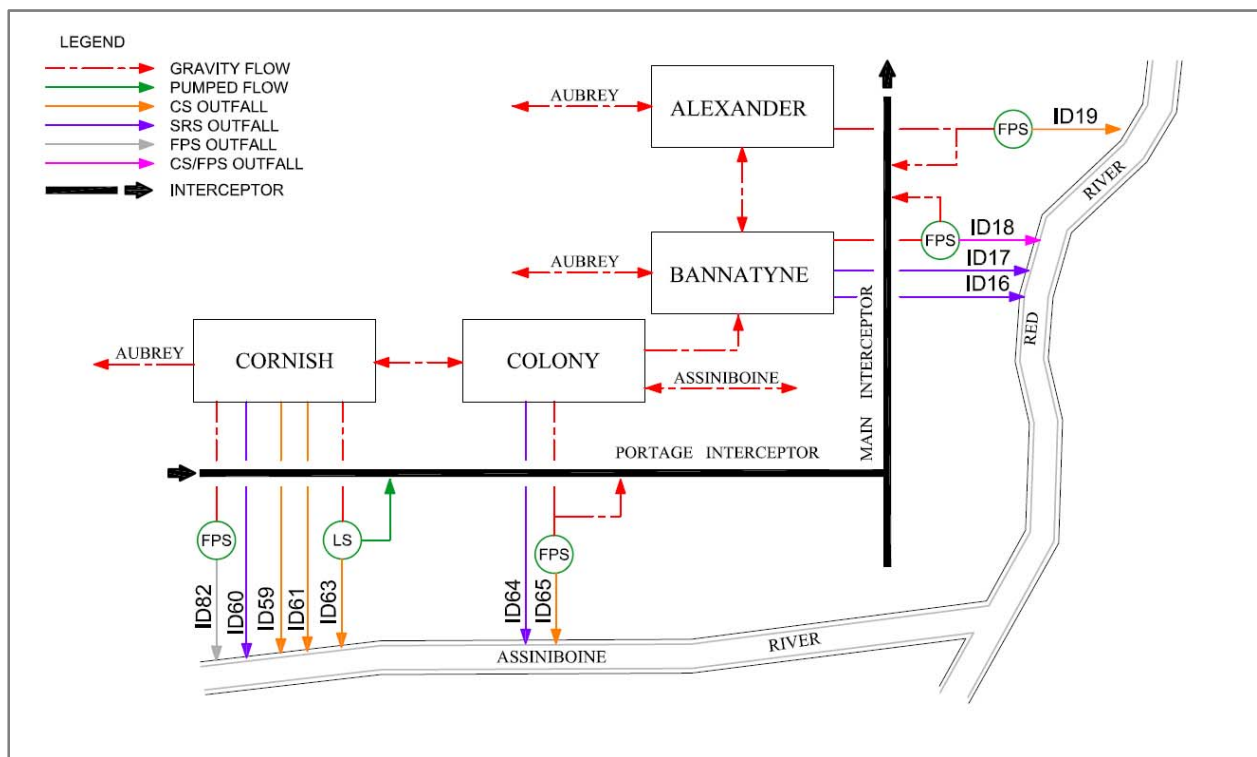 LEGEND
GRAVITY FLOW
PUMPED FLOW
CS OUTFALL
SRS OUTFALL
FPS OUTFALL
CS/FPS OUTFALL
INTERCEPTOR
AUBREY
ALEXANDER
FPS
ID19
RIVER
AUBREY
BANNATYNE
FPS
ID18
ID17
ID16
RED
AUBREY
CORNISH
COLONY
ASSINIBOINE
MAIN INTERCEPTOR
PORTAGE INTERCEPTOR
FPS
LS
FPS
ID82
ID60
ID59
ID61
ID63
ID64
ID65
ASSINIBOINE
RIVER